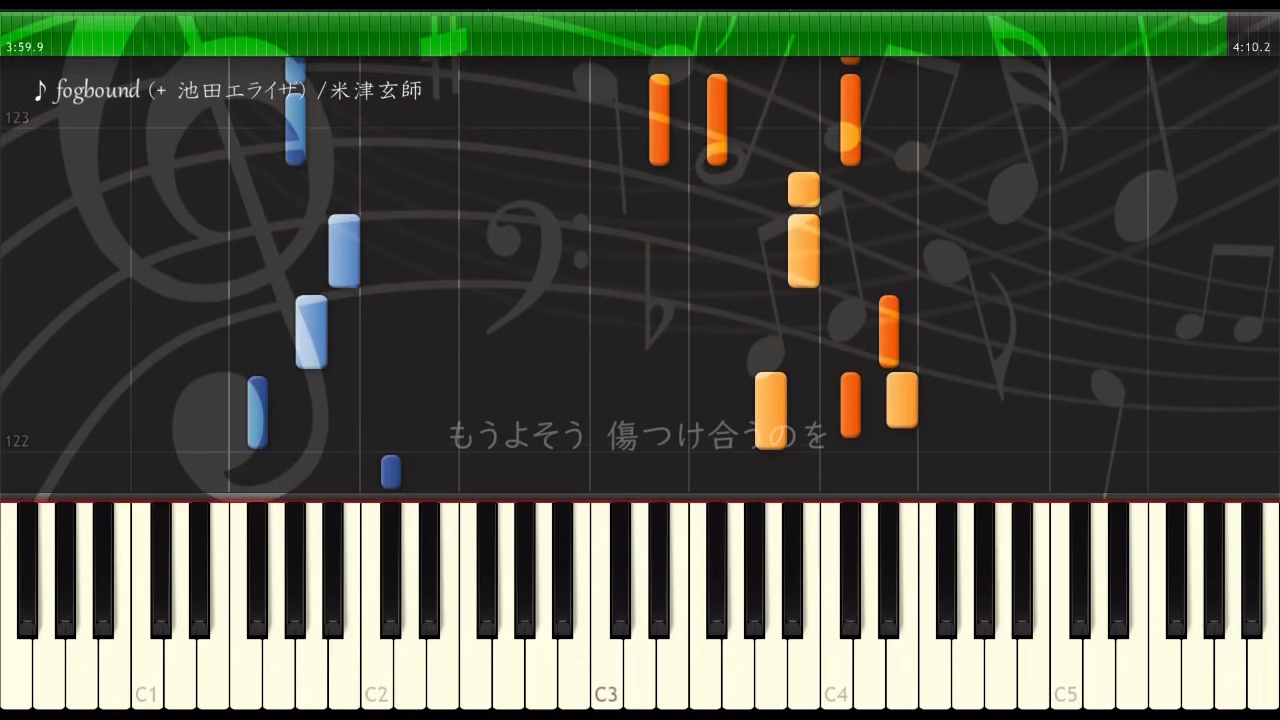 3:59.9
4:10.2
♪ fogbound (+ 池田エライザ) /米津玄師
123
もうよそう 傷つけ合うのを
122
C1 C2 C3 C4 C5